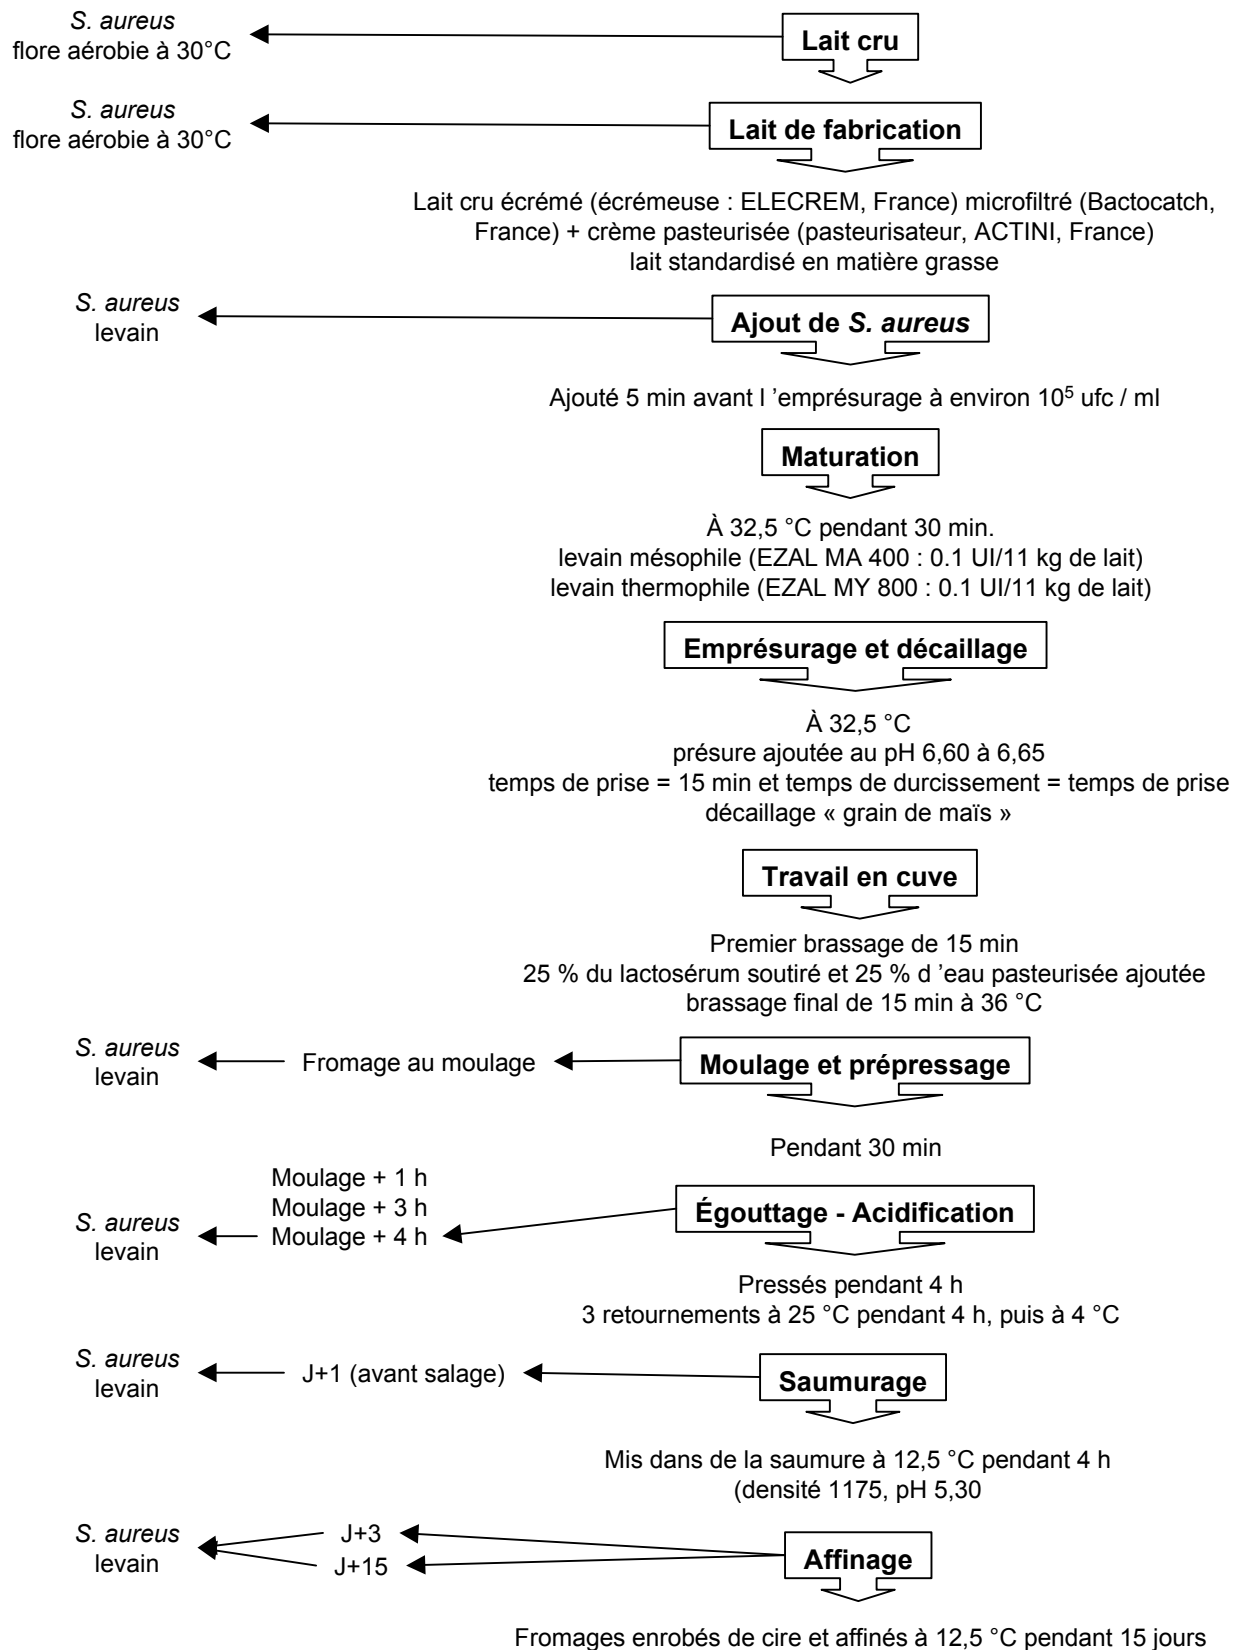 S. aureus
flore aérobie à 30°C
Lait cru
S. aureus
flore aérobie à 30°C
Lait de fabrication
Lait cru écrémé (écrémeuse : ELECREM, France) microfiltré (Bactocatch,
France) + crème pasteurisée (pasteurisateur, ACTINI, France)
lait standardisé en matière grasse
S. aureus
levain
Ajout de S. aureus
Ajouté 5 min avant l ’emprésurage à environ 10⁵ ufc / ml
Maturation
À 32,5 °C pendant 30 min.
levain mésophile (EZAL MA 400 : 0.1 UI/11 kg de lait)
levain thermophile (EZAL MY 800 : 0.1 UI/11 kg de lait)
Emprésurage et décaillage
À 32,5 °C
présure ajoutée au pH 6,60 à 6,65
temps de prise = 15 min et temps de durcissement = temps de prise
décaillage « grain de maïs »
Travail en cuve
Premier brassage de 15 min
25 % du lactosérum soutiré et 25 % d ’eau pasteurisée ajoutée
brassage final de 15 min à 36 °C
S. aureus
levain
Fromage au moulage
Moulage et prépressage
Pendant 30 min
S. aureus
levain
Moulage + 1 h
Moulage + 3 h
Moulage + 4 h
Égouttage - Acidification
Pressés pendant 4 h
3 retournements à 25 °C pendant 4 h, puis à 4 °C
S. aureus
levain
J+1 (avant salage)
Saumurage
Mis dans de la saumure à 12,5 °C pendant 4 h
(densité 1175, pH 5,30
S. aureus
levain
J+3
J+15
Affinage
Fromages enrobés de cire et affinés à 12,5 °C pendant 15 jours